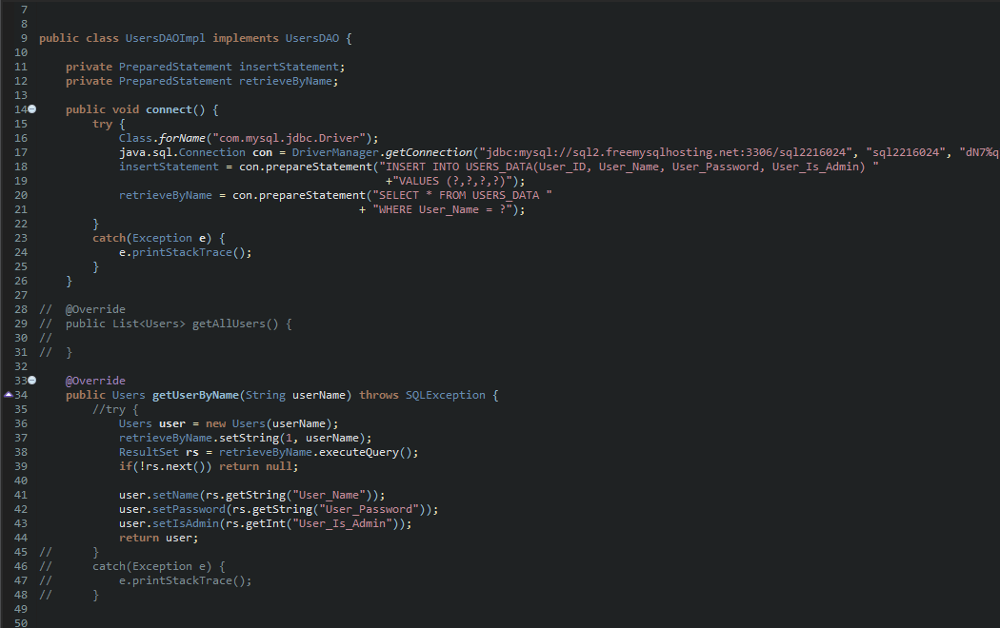 7
8
9 public class UsersDAOImpl implements UsersDAO {
10
11     private PreparedStatement insertStatement;
12     private PreparedStatement retrieveByName;
13
14     public void connect() {
15         try {
16             Class.forName("com.mysql.jdbc.Driver");
17             java.sql.Connection con = DriverManager.getConnection("jdbc:mysql://sql2.freemysqlhosting.net:3306/sql2216024", "sql2216024", "dN7%q
18             insertStatement = con.prepareStatement("INSERT INTO USERS_DATA(User_ID, User_Name, User_Password, User_Is_Admin) "
19                                                     +"VALUES (?,?,?,?)");
20             retrieveByName = con.prepareStatement("SELECT * FROM USERS_DATA "
21                                                 + "WHERE User_Name = ?");
22         }
23         catch(Exception e) {
24             e.printStackTrace();
25         }
26     }
27
28 //  @Override
29 //  public List<Users> getAllUsers() {
30 //
31 //  }
32
33     @Override
34     public Users getUserByName(String userName) throws SQLException {
35         //try {
36             Users user = new Users(userName);
37             retrieveByName.setString(1, userName);
38             ResultSet rs = retrieveByName.executeQuery();
39             if(!rs.next()) return null;
40
41             user.setName(rs.getString("User_Name"));
42             user.setPassword(rs.getString("User_Password"));
43             user.setIsAdmin(rs.getInt("User_Is_Admin"));
44             return user;
45 //      }
46 //      catch(Exception e) {
47 //          e.printStackTrace();
48 //      }
49
50